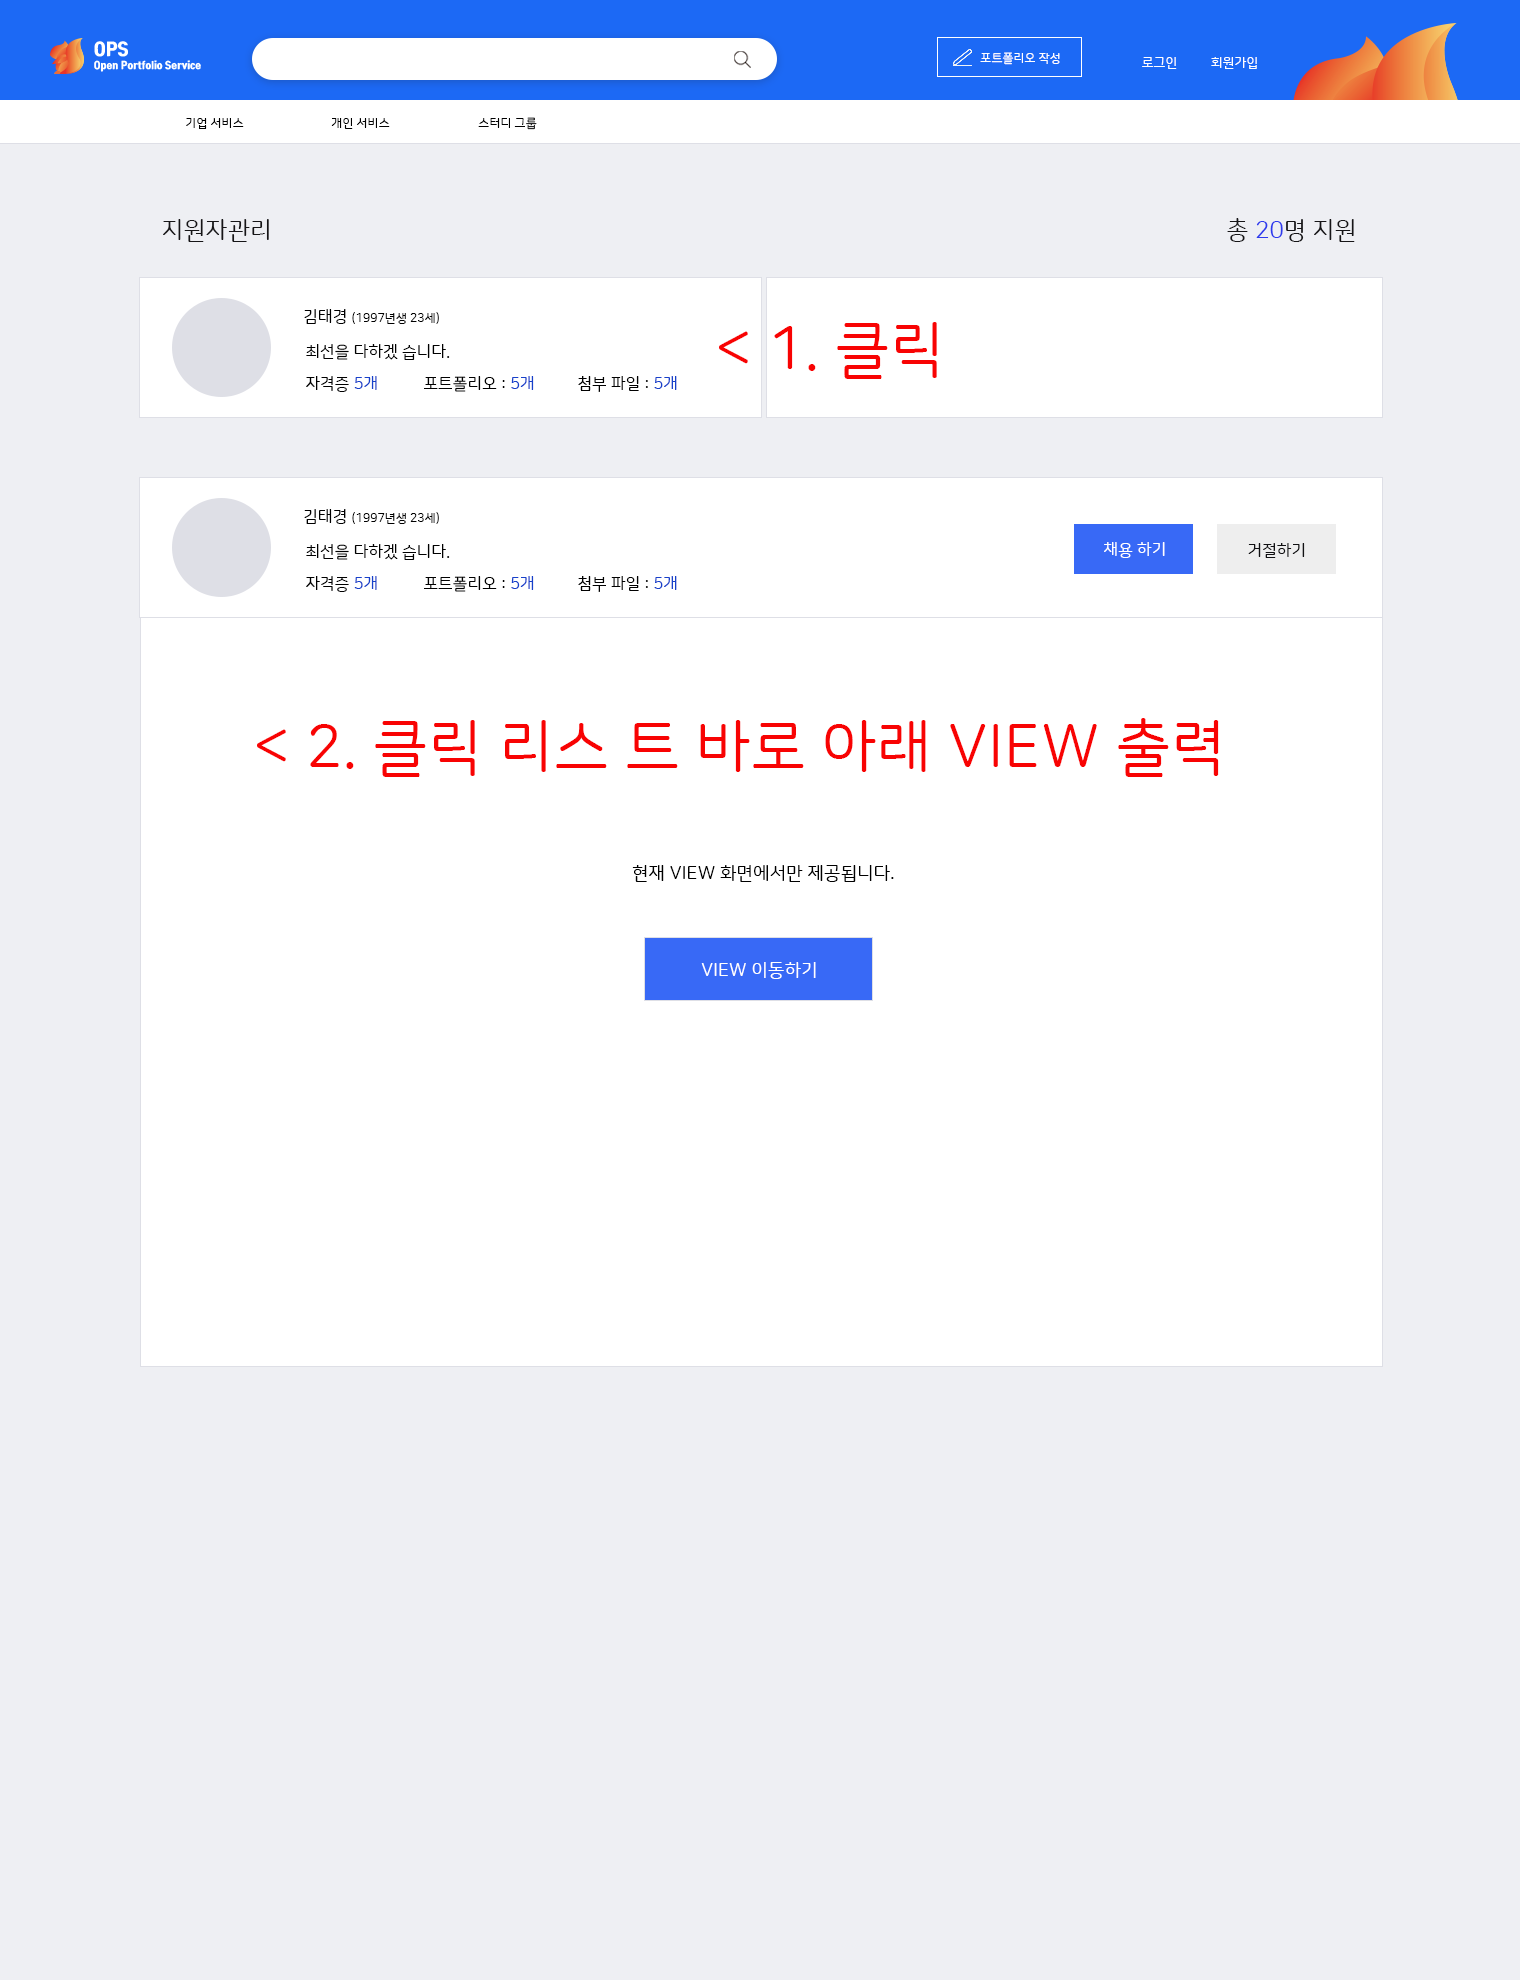 OPS
Open Portfolio Service
포트폴리오 작성
로그인
회원가입
기업 서비스
개인 서비스
스터디 그룹
지원자관리
총 20명 지원
김태경 (1997년생 23세)
최선을 다하겠 습니다.
자격증 5개 포트폴리오 : 5개 첨부 파일 : 5개
< 1. 클릭
김태경 (1997년생 23세)
최선을 다하겠 습니다.
자격증 5개 포트폴리오 : 5개 첨부 파일 : 5개
채용 하기
거절하기
< 2. 클릭 리스 트 바로 아래 VIEW 출력
현재 VIEW 화면에서만 제공됩니다.
VIEW 이동하기